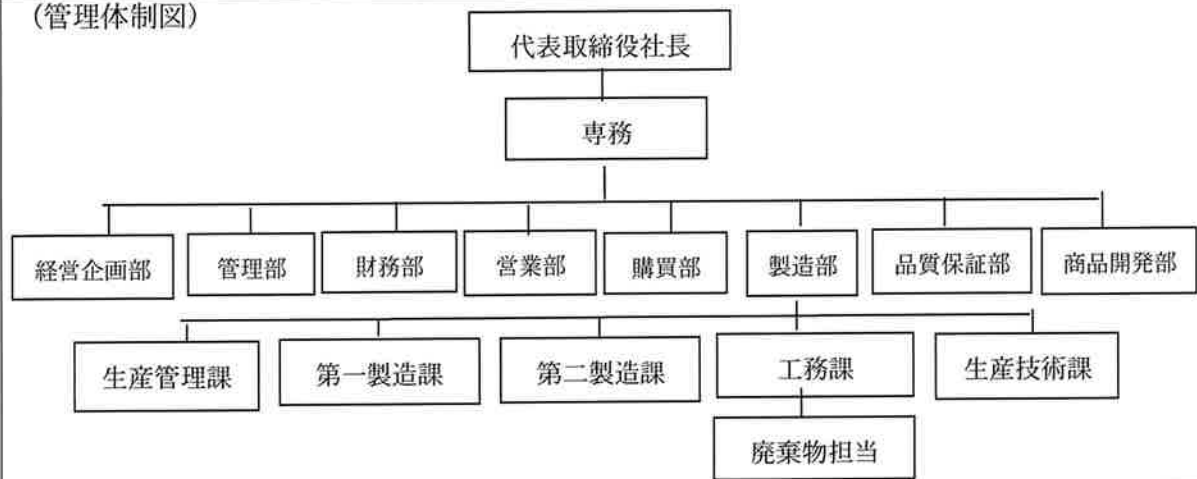 (管理体制図)
代表取締役社長
専務
経営企画部
管理部
財務部
営業部
購買部
製造部
品質保証部
商品開発部
生産管理課
第一製造課
第二製造課
工務課
生産技術課
廃棄物担当